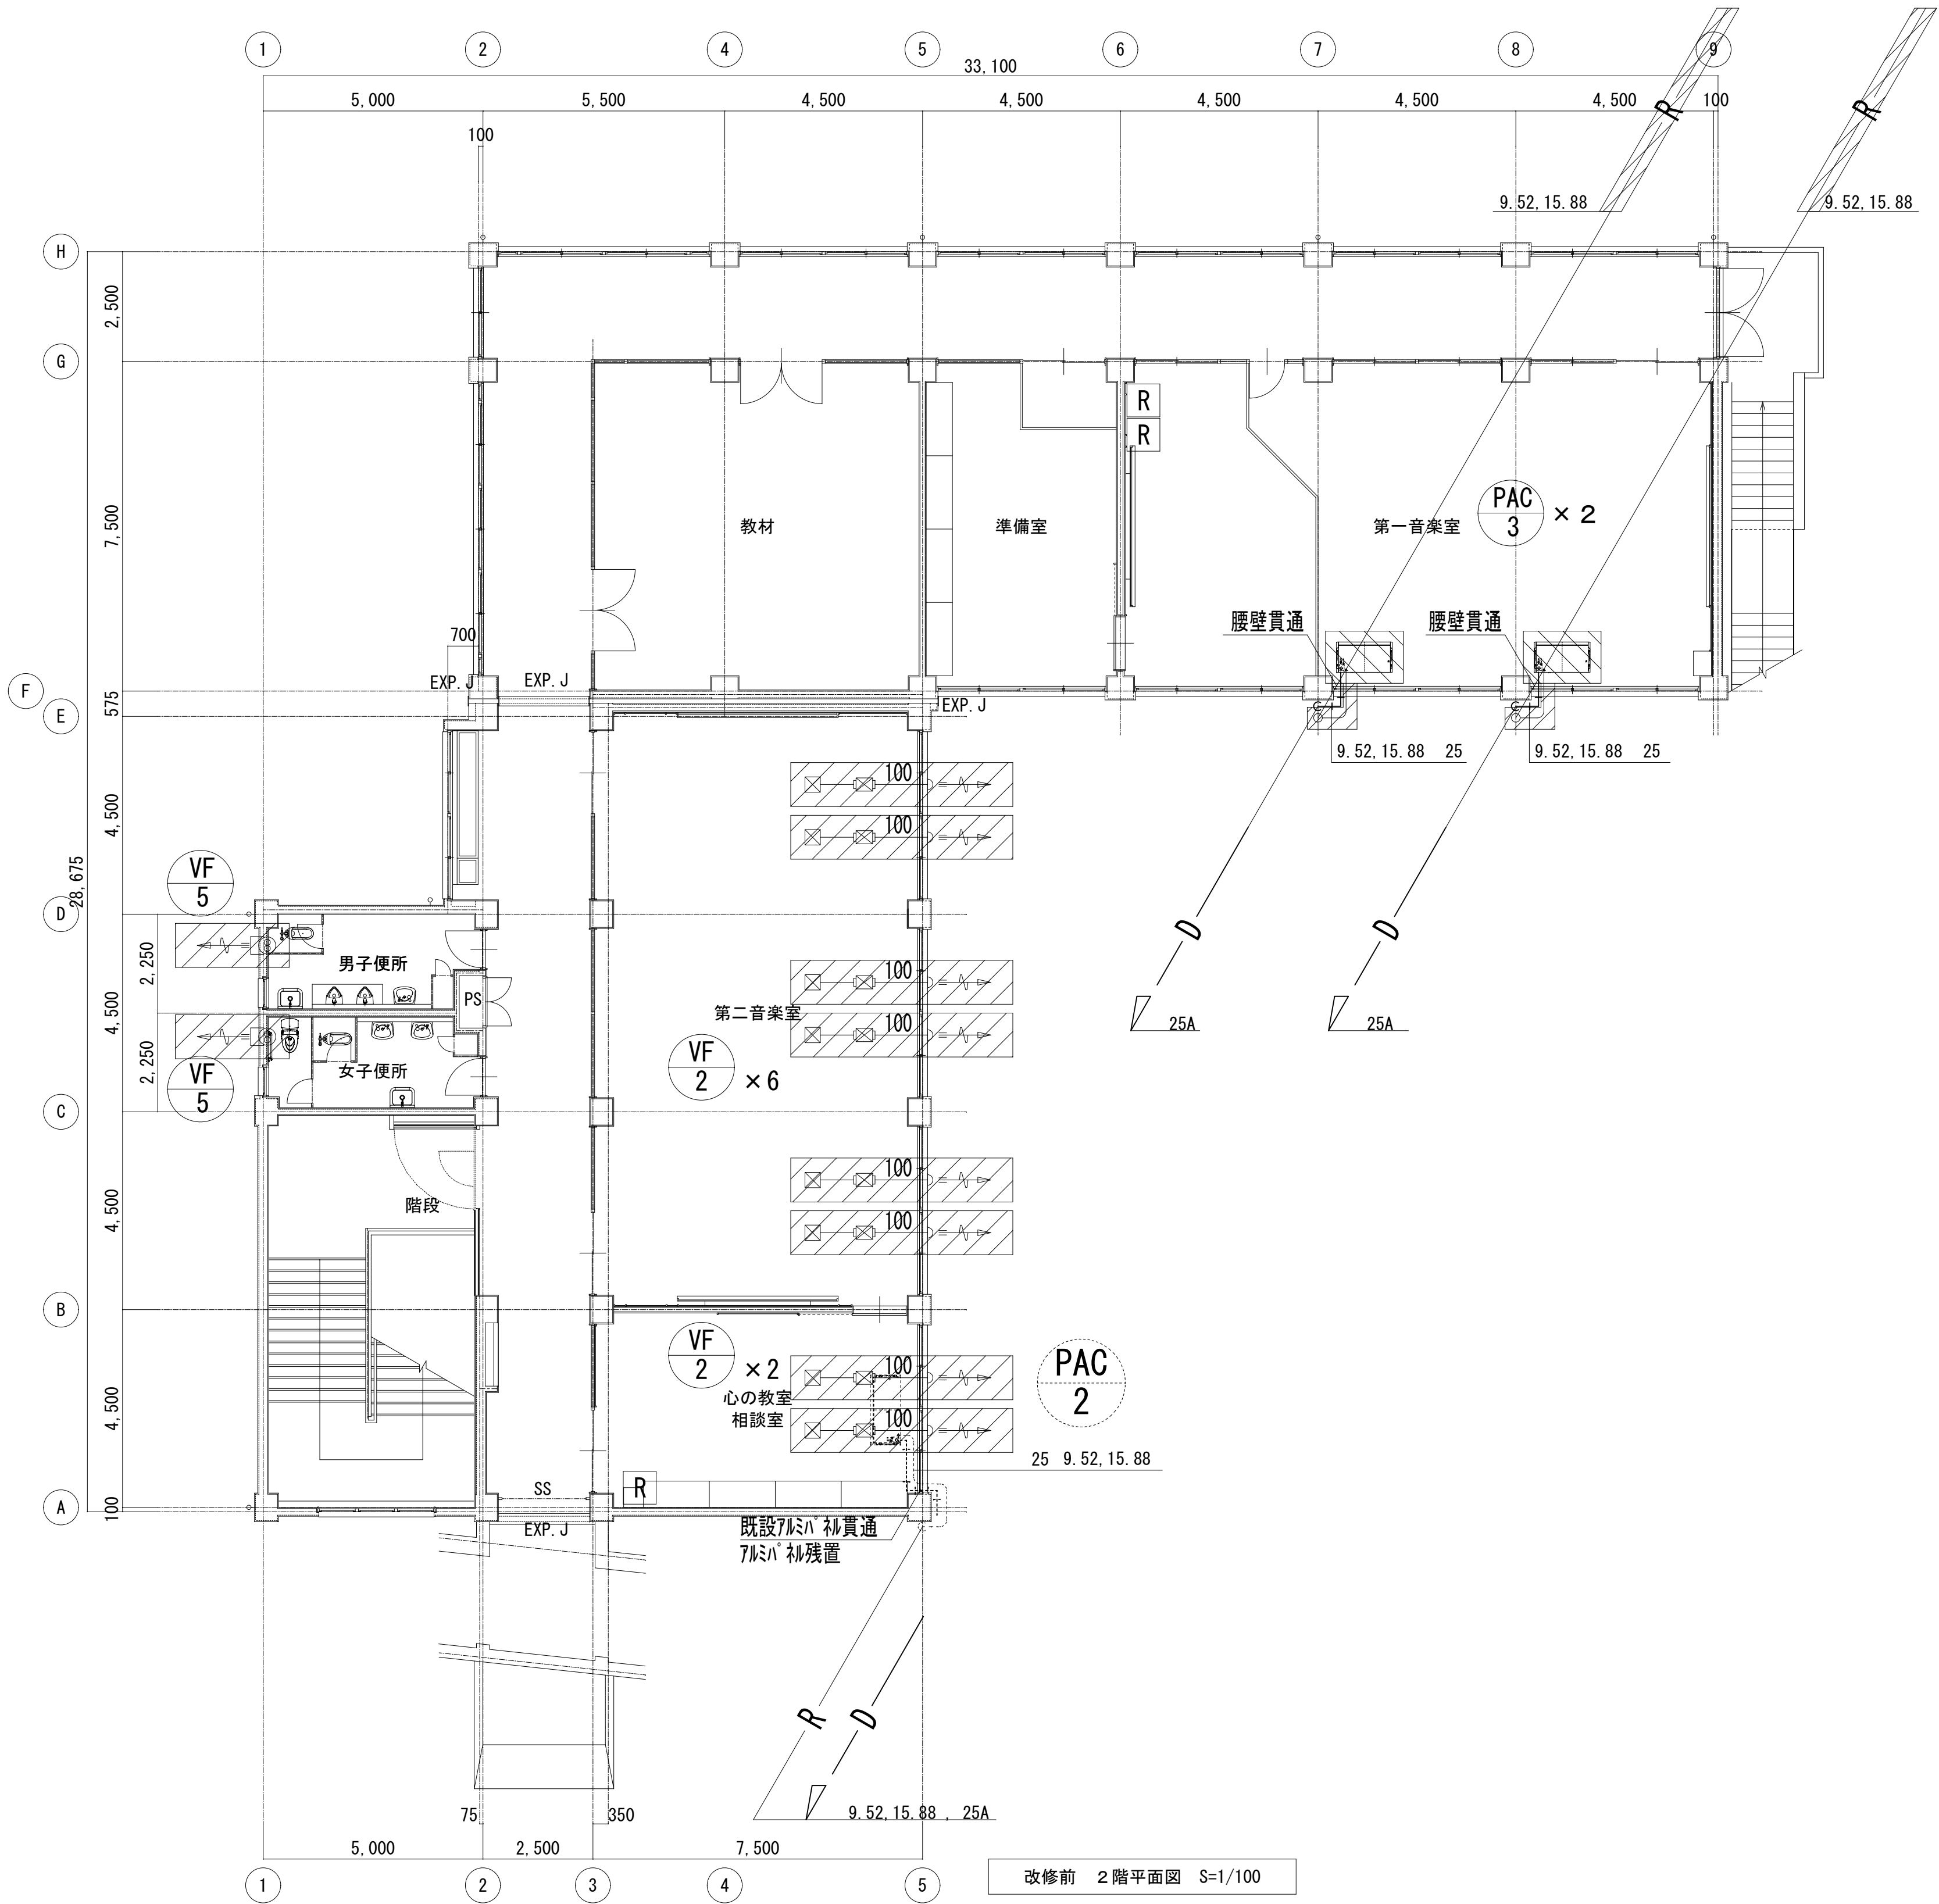 1
2
4
5
6
7
8
9
33,100
5,000
5,500
4,500
4,500
4,500
4,500
4,500
100
100
R
R
9.52,15.88
9.52,15.88
H
2,500
G
R
R
7,500
教材
準備室
第一音楽室
PAC
3
×２
腰壁貫通
腰壁貫通
700
EXP.J
EXP.J
F
575
E
EXP.J
9.52,15.88 25
9.52,15.88 25
100
4,500
100
28,675
VF
5
D
D
D
男子便所
2,250
100
PS
4,500
第二音楽室
25A
25A
100
2,250
VF
2
×6
女子便所
VF
5
C
100
4,500
階段
100
B
VF
2
×2
PAC
2
100
心の教室
相談室
4,500
100
25 9.52,15.88
R
SS
A
100
EXP.J
既設ｱﾙﾐﾊﾟﾈﾙ貫通
ｱﾙﾐﾊﾟﾈﾙ残置
R
D
75
350
9.52,15.88 , 25A
5,000
2,500
7,500
1
2
3
4
5
改修前 ２階平面図 S=1/100